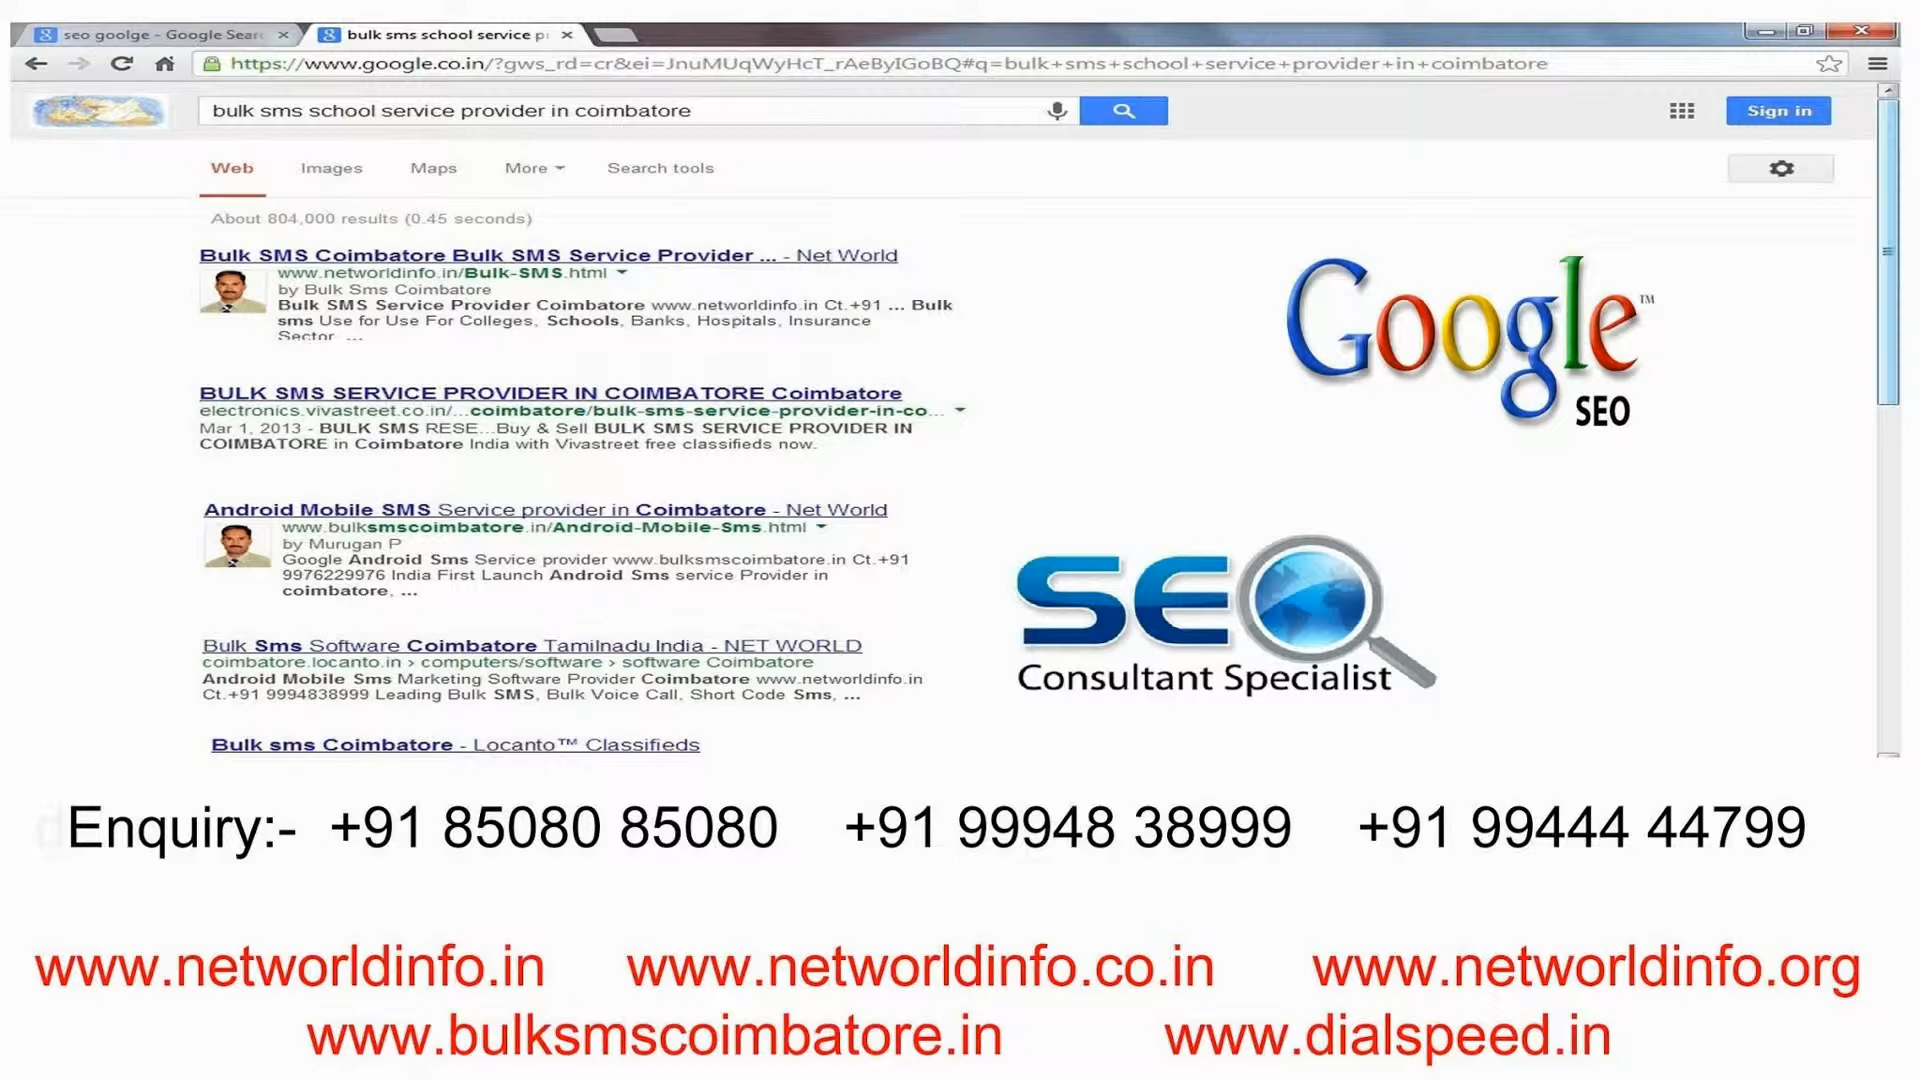 seo goolge - Google Sear
bulk sms school service p
https://www.google.co.in/?gws_rd=cr&ei=JnuMUqWyHcT_rAeByIGoBQ#q=bulk+sms+school+service+provider+in+coimbatore
bulk sms school service provider in coimbatore
Sign in
Web Images Maps More Search tools
About 804,000 results (0.45 seconds)
Bulk SMS Coimbatore Bulk SMS Service Provider ... - Net World
www.networldinfo.in/Bulk-SMS.html
by Bulk Sms Coimbatore
Bulk SMS Service Provider Coimbatore www.networldinfo.in Ct.+91 ... Bulk
sms Use for Use For Colleges, Schools, Banks, Hospitals, Insurance
Sector ...
BULK SMS SERVICE PROVIDER IN COIMBATORE Coimbatore
electronics.vivastreet.co.in/...coimbatore/bulk-sms-service-provider-in-co...
Mar 1, 2013 - BULK SMS RESE...Buy & Sell BULK SMS SERVICE PROVIDER IN
COIMBATORE in Coimbatore India with Vivastreet free classifieds now.
Android Mobile SMS Service provider in Coimbatore - Net World
www.bulksmscoimbatore.in/Android-Mobile-Sms.html
by Murugan P
Google Android Sms Service provider www.bulksmscoimbatore.in Ct.+91
9976229976 India First Launch Android Sms service Provider in
coimbatore, ...
Bulk Sms Software Coimbatore Tamilnadu India - NET WORLD
coimbatore.locanto.in › computers/software › software Coimbatore
Android Mobile Sms Marketing Software Provider Coimbatore www.networldinfo.in
Ct.+91 9994838999 Leading Bulk SMS, Bulk Voice Call, Short Code Sms, ...
Bulk sms Coimbatore - Locanto™ Classifieds
Google™
SEO
SEO
Consultant Specialist
Enquiry:- +91 85080 85080 +91 99948 38999 +91 99444 44799
www.networldinfo.in www.networldinfo.co.in www.networldinfo.org
www.bulksmscoimbatore.in www.dialspeed.in